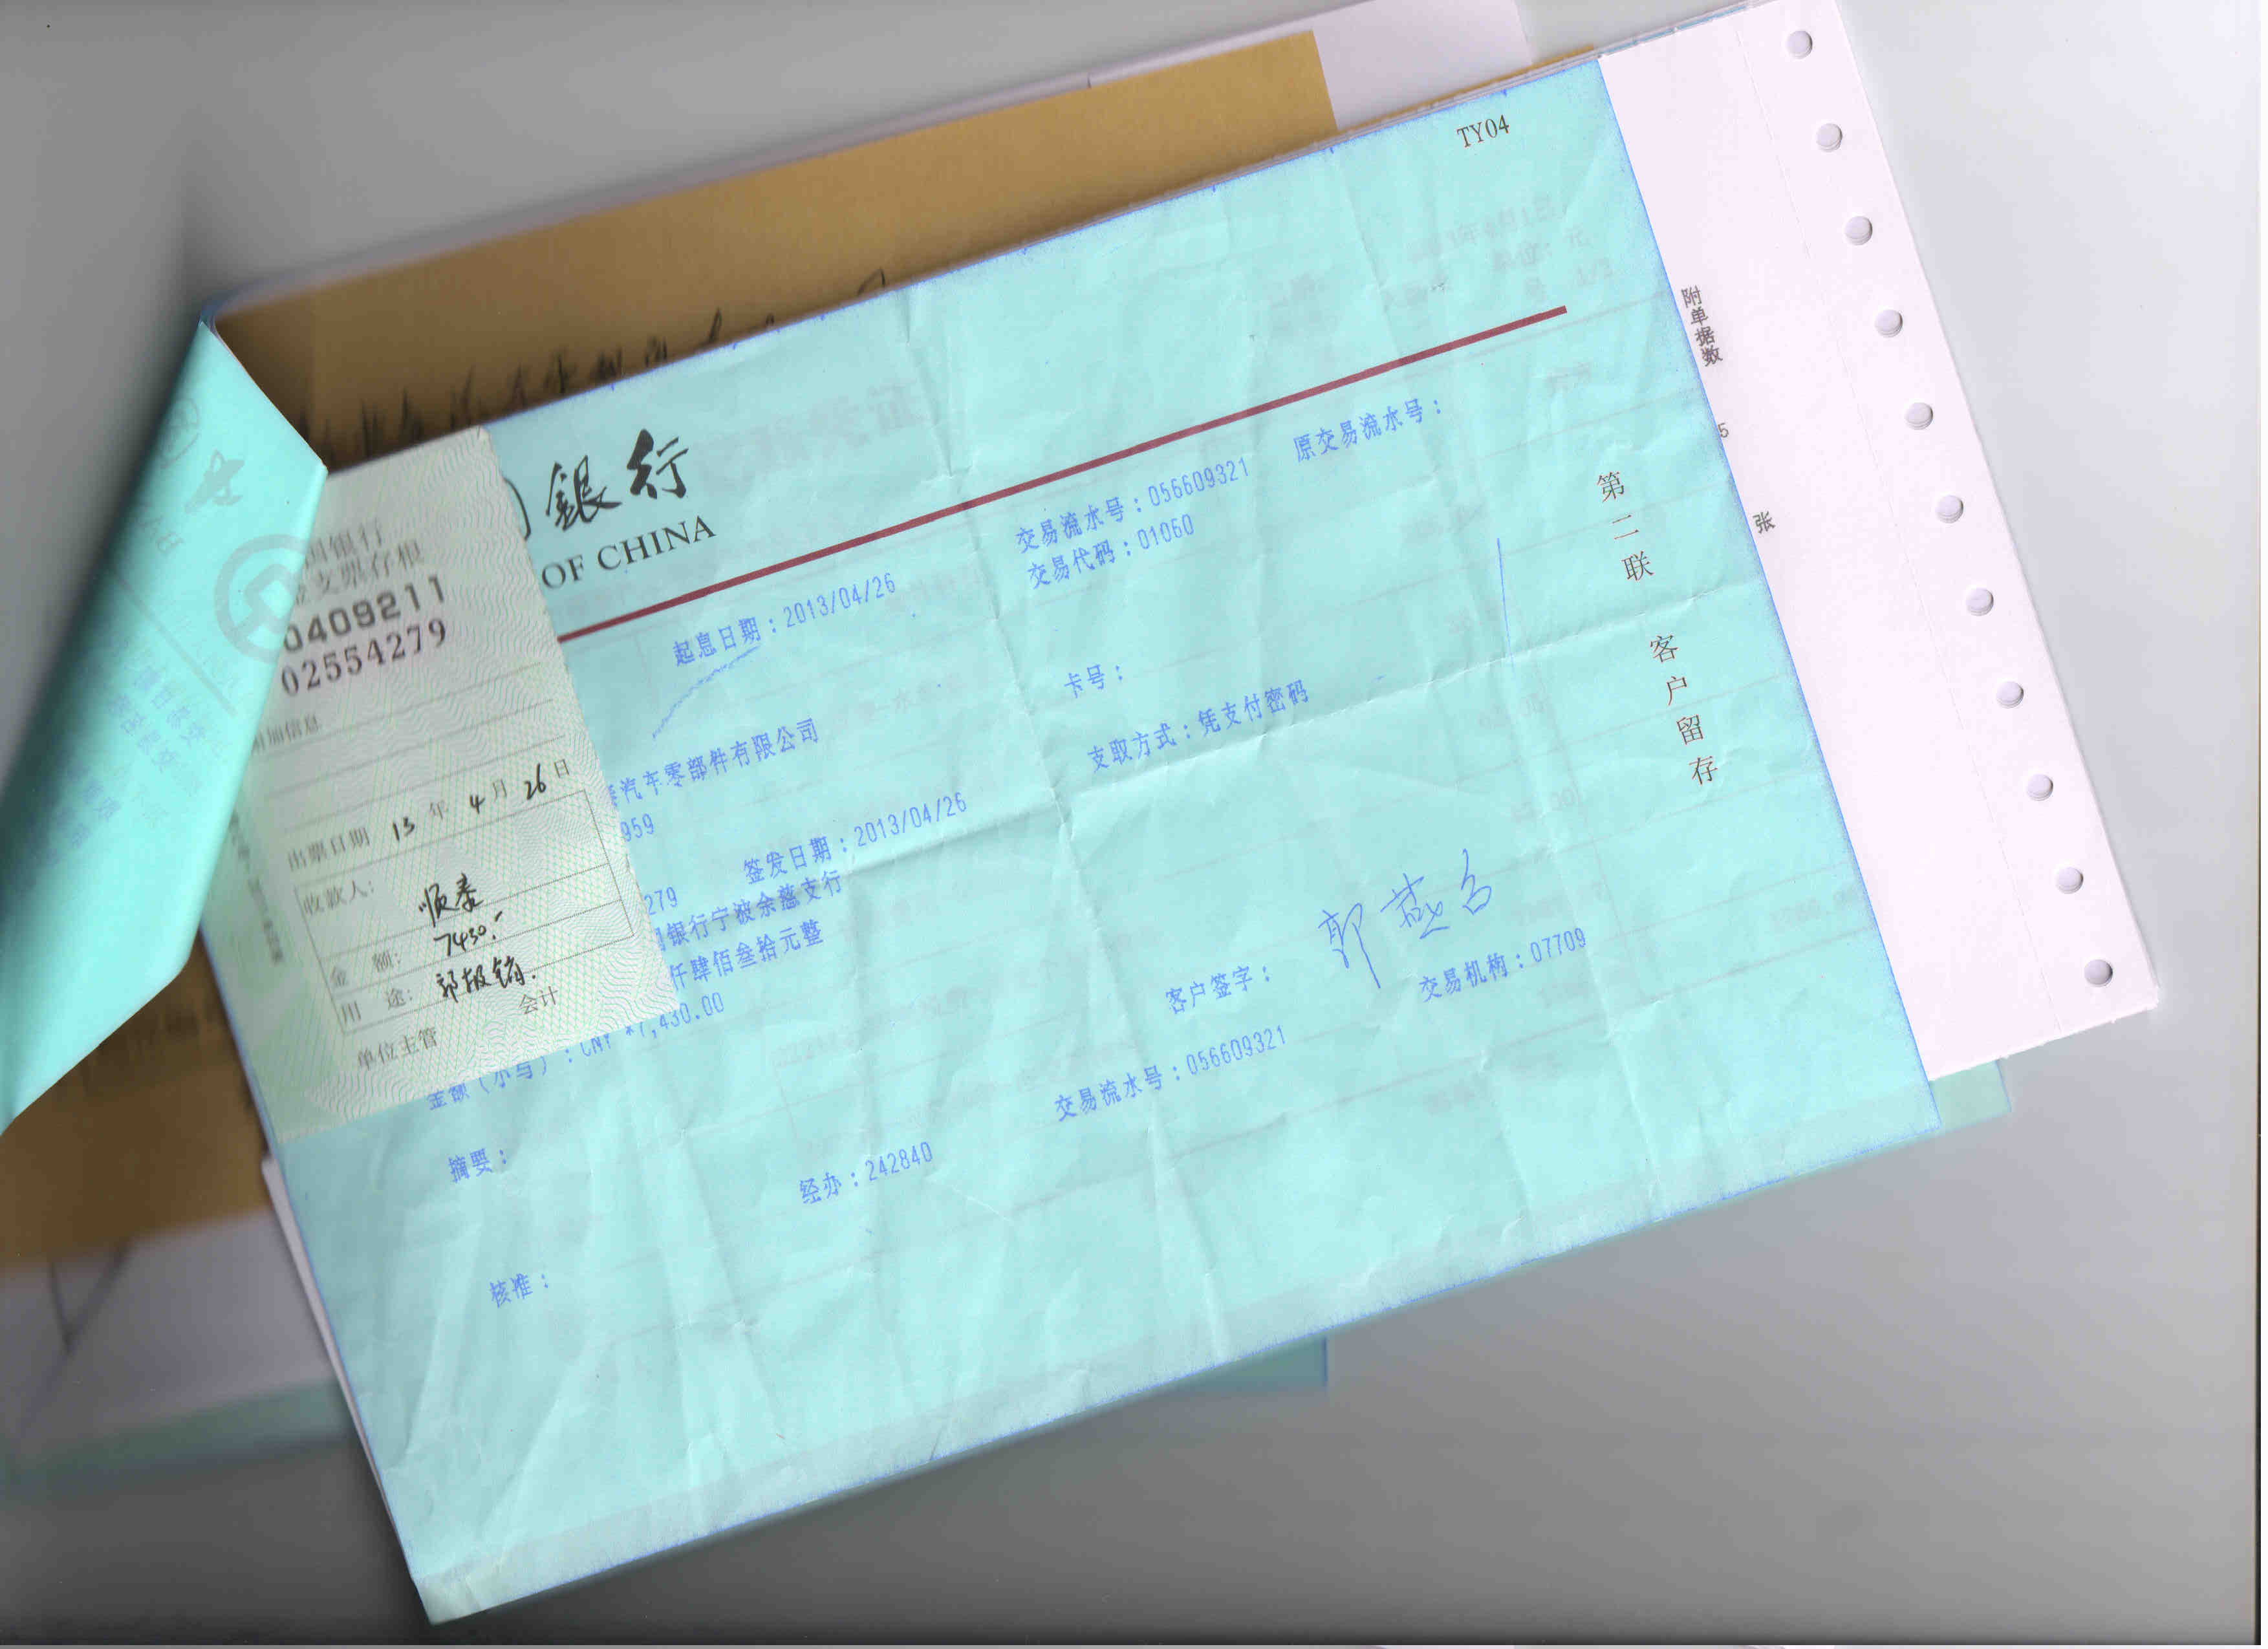 TY04
銀行
OF CHINA
起息日期：2013/04/26
交易流水号：056609321
原交易流水号：
交易代码：01060
卡号：
汽车零部件有限公司
支取方式：凭支付密码
959
279
签发日期：2013/04/26
银行宁波余慈支行
仟肆佰叁拾元整
金额（小写）：CNY *7,430.00
客户签字：
交易机构：07709
摘要：
经办：242840
交易流水号：056609321
核准：
第二联 客户留存
附单据数 5 张
国银行
支票存根
0409211
02554279
附加信息
出票日期 13 年 4 月 26 日
收款人：顺泰
金 额：7430.-
用 途：郭报销.
单位主管 会计